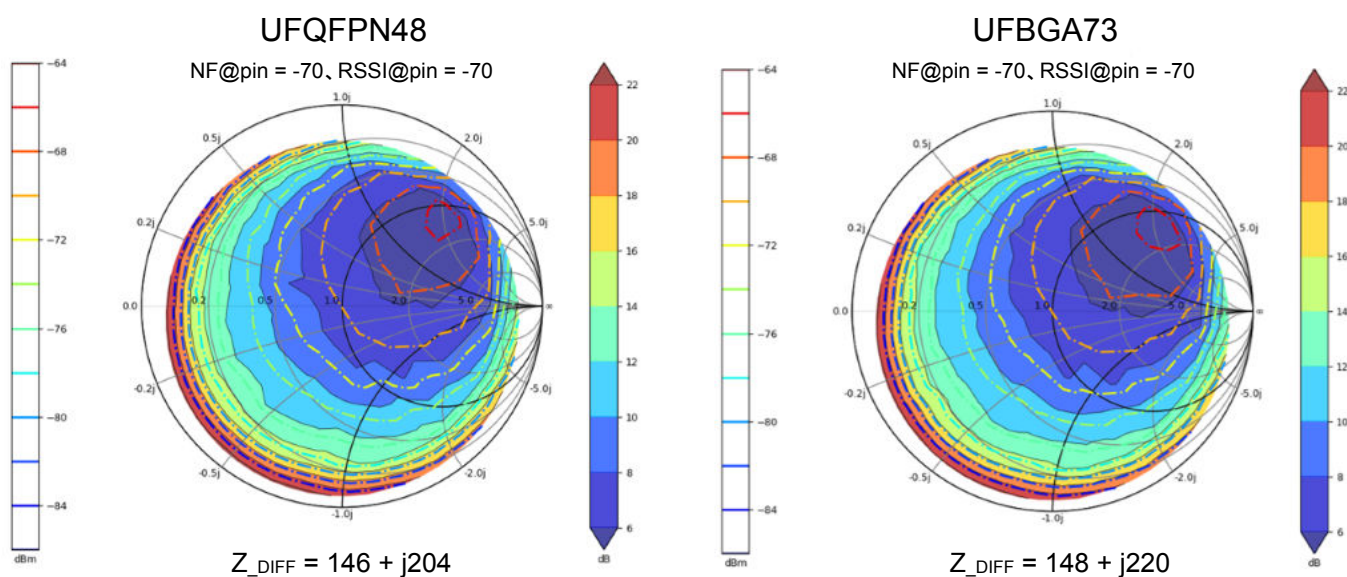 UFQFPN48
NF@pin = -70、RSSI@pin = -70
−64
−68
−72
−76
−80
−84
dBm
1.0j
0.5j
2.0j
0.2j
5.0j
0.0
0.2
0.5
1.0
2.0
5.0
∞
-0.2j
-5.0j
-0.5j
-2.0j
-1.0j
22
20
18
16
14
12
10
8
6
dB
Z_DIFF = 146 + j204
UFBGA73
NF@pin = -70、RSSI@pin = -70
−64
−68
−72
−76
−80
−84
dBm
1.0j
0.5j
2.0j
0.2j
5.0j
0.0
0.2
0.5
1.0
2.0
5.0
∞
-0.2j
-5.0j
-0.5j
-2.0j
-1.0j
22
20
18
16
14
12
10
8
6
dB
Z_DIFF = 148 + j220